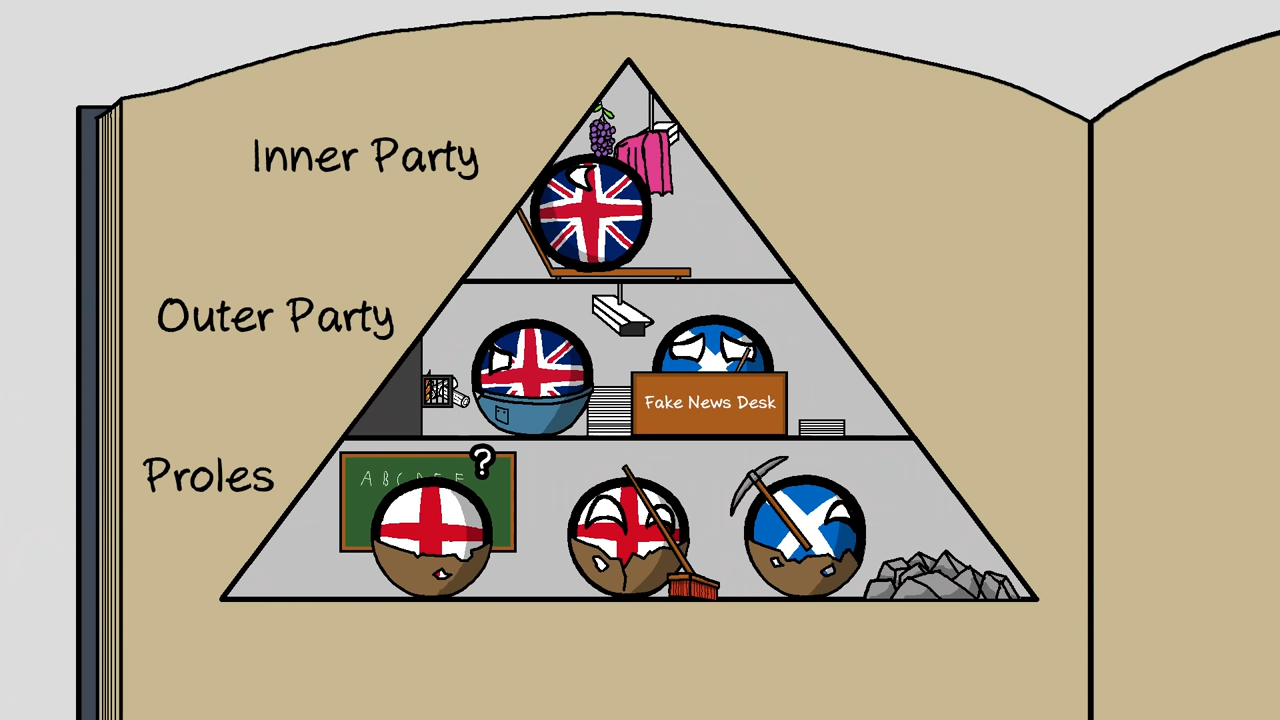 Inner Party
Outer Party
Fake News Desk
Proles
?
A B C D E F